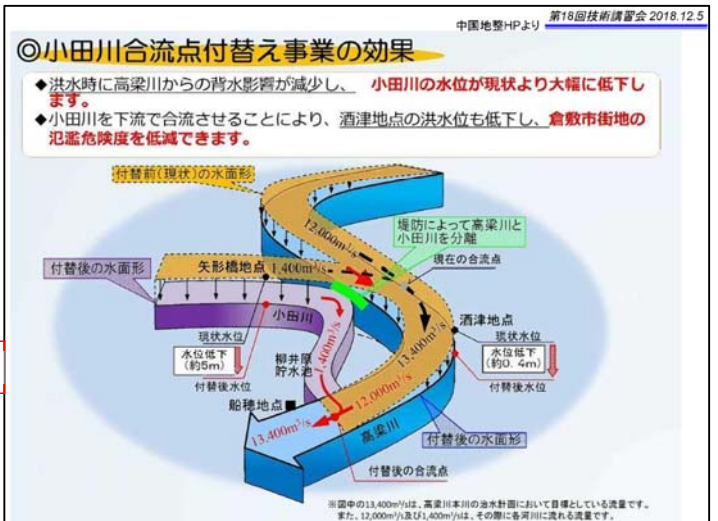 第18回技術講習会 2018.12.5
中国地整HPより
◎小田川合流点付替え事業の効果
◆洪水時に高梁川からの背水影響が減少し、 小田川の水位が現状より大幅に低下し
ます。
◆小田川を下流で合流させることにより、酒津地点の洪水位も低下し、倉敷市街地の
氾濫危険度を低減できます。
付替前(現状)の水面形
12,000m³/s
堤防によって高梁川と
小田川を分離
現在の合流点
矢形橋地点
1,400m³/s
付替後の水面形
小田川
酒津地点
現状水位
水位低下
(約5m)
付替後水位
柳井原
貯水池
1,400m³/s
13,400m³/s
現状水位
水位低下
(約0.4m)
付替後水位
船穂地点■
12,000m³/s
13,400m³/s
高梁川
付替後の水面形
付替後の合流点
※図中の13,400m³/sは、高梁川本川の治水計画において目標としている流量です。
また、12,000m³/s及び1,400m³/sは、その際に各河川に流れる流量です。